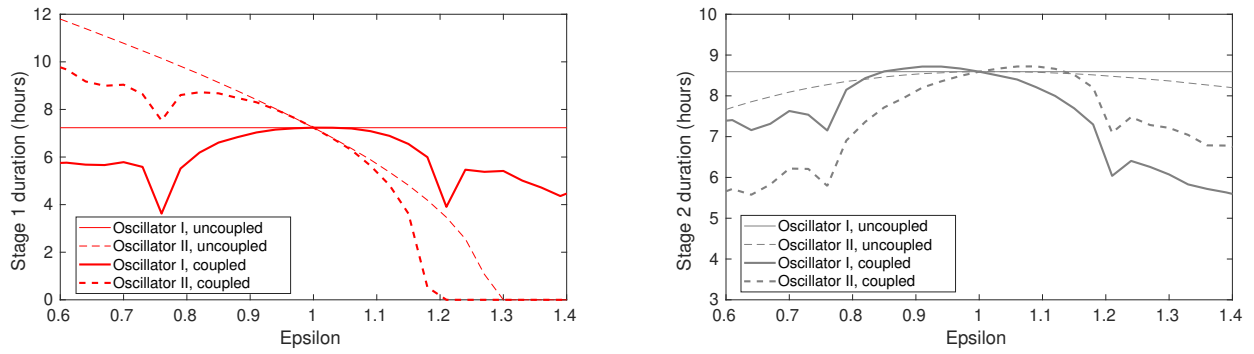 Stage 1 duration (hours)
12
10
8
6
4
2
0
0.6 0.7 0.8 0.9 1 1.1 1.2 1.3 1.4
Epsilon
Oscillator I, uncoupled
Oscillator II, uncoupled
Oscillator I, coupled
Oscillator II, coupled
Stage 2 duration (hours)
10
9
8
7
6
5
4
3
0.6 0.7 0.8 0.9 1 1.1 1.2 1.3 1.4
Epsilon
Oscillator I, uncoupled
Oscillator II, uncoupled
Oscillator I, coupled
Oscillator II, coupled